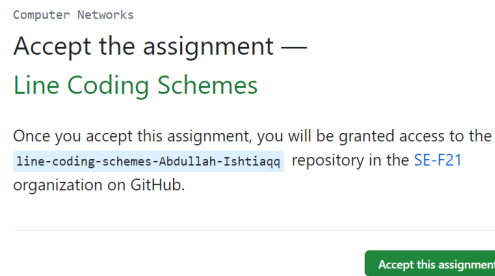 Computer Networks
Accept the assignment —
Line Coding Schemes
Once you accept this assignment, you will be granted access to the
line-coding-schemes-Abdullah-Ishtiaqq repository in the SE-F21
organization on GitHub.
Accept this assignment